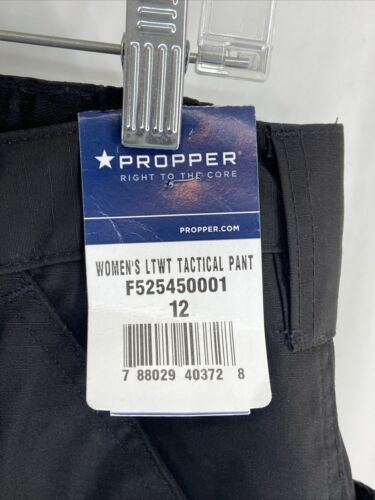 PROPPER®
RIGHT TO THE CORE
PROPPER.COM
WOMEN'S LTWT TACTICAL PANT
F525450001
12
7 88029 40372 8